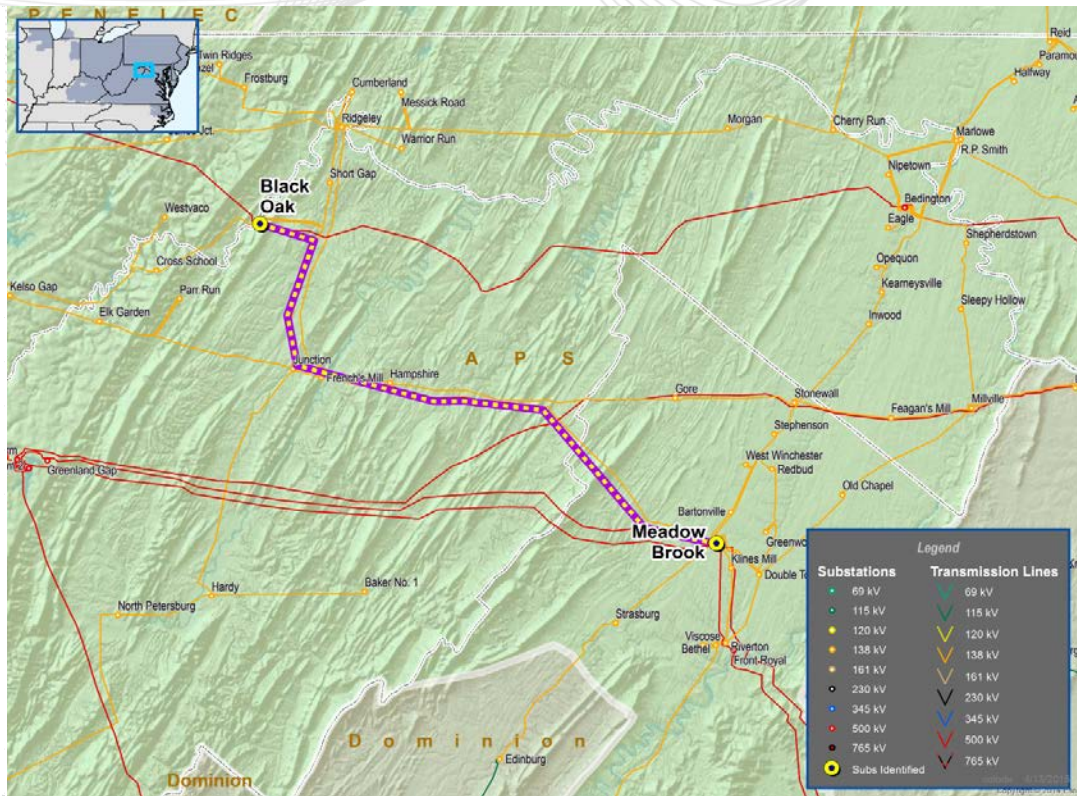 P E N E L E C
Twin Ridges
Frostburg
Cumberland
Messick Road
Ridgeley
Warrior Run
Short Gap
Black
Oak
Westvaco
Cross School
Kelso Gap
Parr Run
Elk Garden
Reid
Halfway
Morgan
Cherry Run
Marlowe
R.P. Smith
Nipetown
Bedington
Eagle
Shepherdstown
Opequon
Kearneysville
Sleepy Hollow
Inwood
A P S
Junction
French's Mill
Hampshire
Gore
Stonewall
Feagan's Mill
Millville
Stephenson
West Winchester
Redbud
Old Chapel
Greenland Gap
Bartonville
Meadow
Brook
Klines Mill
Hardy
Baker No. 1
North Petersburg
Strasburg
Viscose
Bethel
Riverton
Front Royal
Dominion
Edinburg
Dominion
Legend
Substations
Transmission Lines
69 kV
69 kV
115 kV
115 kV
120 kV
120 kV
138 kV
138 kV
161 kV
161 kV
230 kV
230 kV
345 kV
345 kV
500 kV
500 kV
765 kV
765 kV
Subs Identified